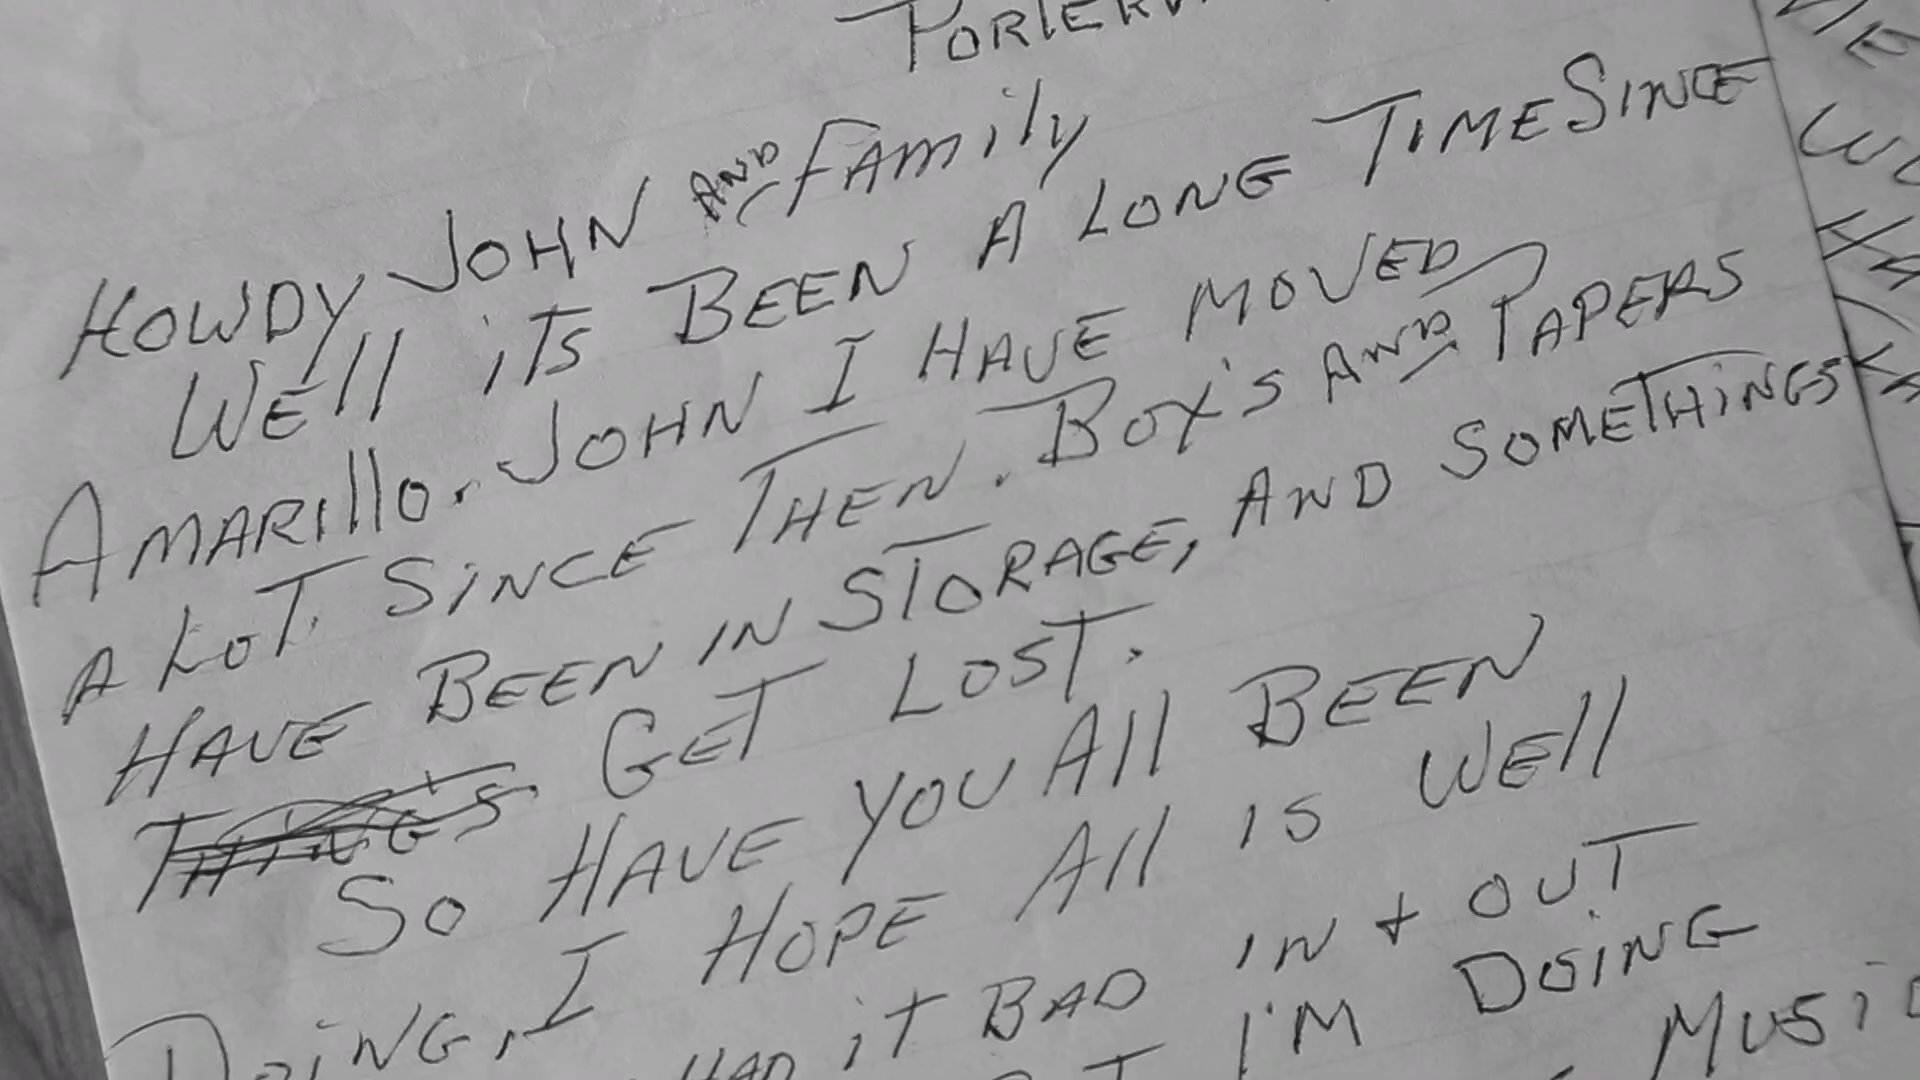 HOWDY JOHN AND FAMily
WEll iTS BEEN A LONG TIME SINCE
AMARIllO. JOHN I HAVE MOVED
A LOT. SINCE THEN. BOX'S AND PAPERS
HAVE BEEN IN STORAGE, AND SOMETHINGS
THINGS GET LOST.
SO HAVE YOU All BEEN
DOiNG, I HOPE All IS WEll
HAD iT BAD IN + OUT
I'M DOiNG
MUSiC